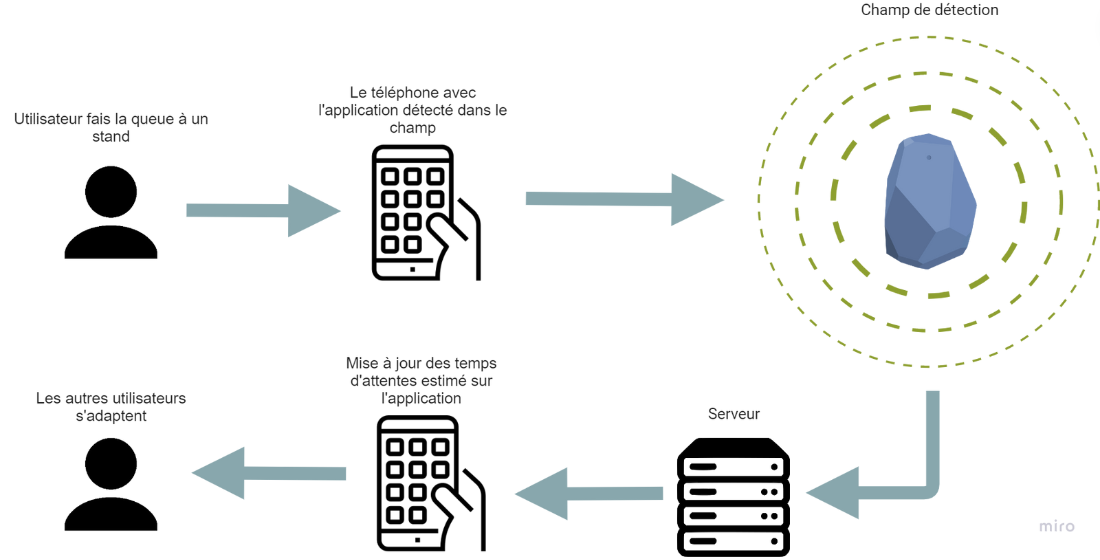 Champ de détection
Utilisateur fais la queue à un
stand
Le téléphone avec
l'application détecté dans le
champ
Les autres utilisateurs
s'adaptent
Mise à jour des temps
d'attentes estimé sur
l'application
Serveur
miro